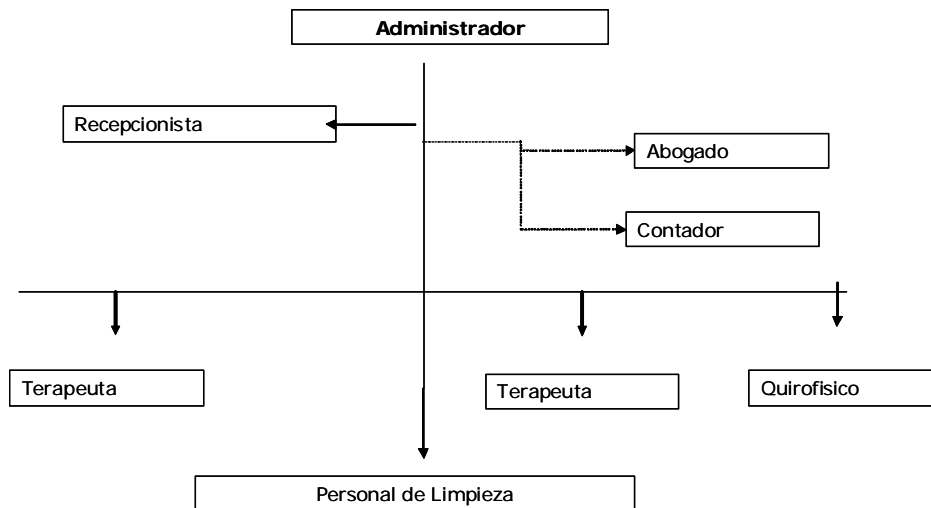 Administrador
Recepcionista
Abogado
Contador
Terapeuta
Terapeuta
Quirofisico
Personal de Limpieza